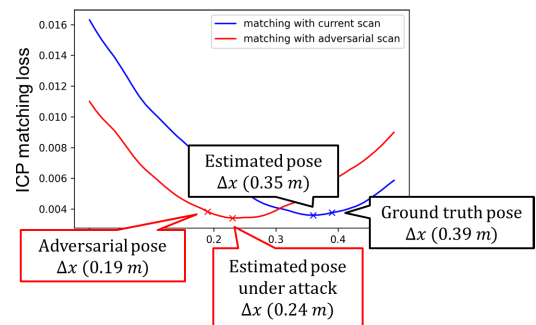 0.016
0.014
0.012
0.010
0.008
0.006
0.004
ICP matching loss
matching with current scan
matching with adversarial scan
Estimated pose
Δx (0.35 m)
Ground truth pose
Δx (0.39 m)
Adversarial pose
Δx (0.19 m)
0.2
0.3
0.4
Estimated pose
under attack
Δx (0.24 m)